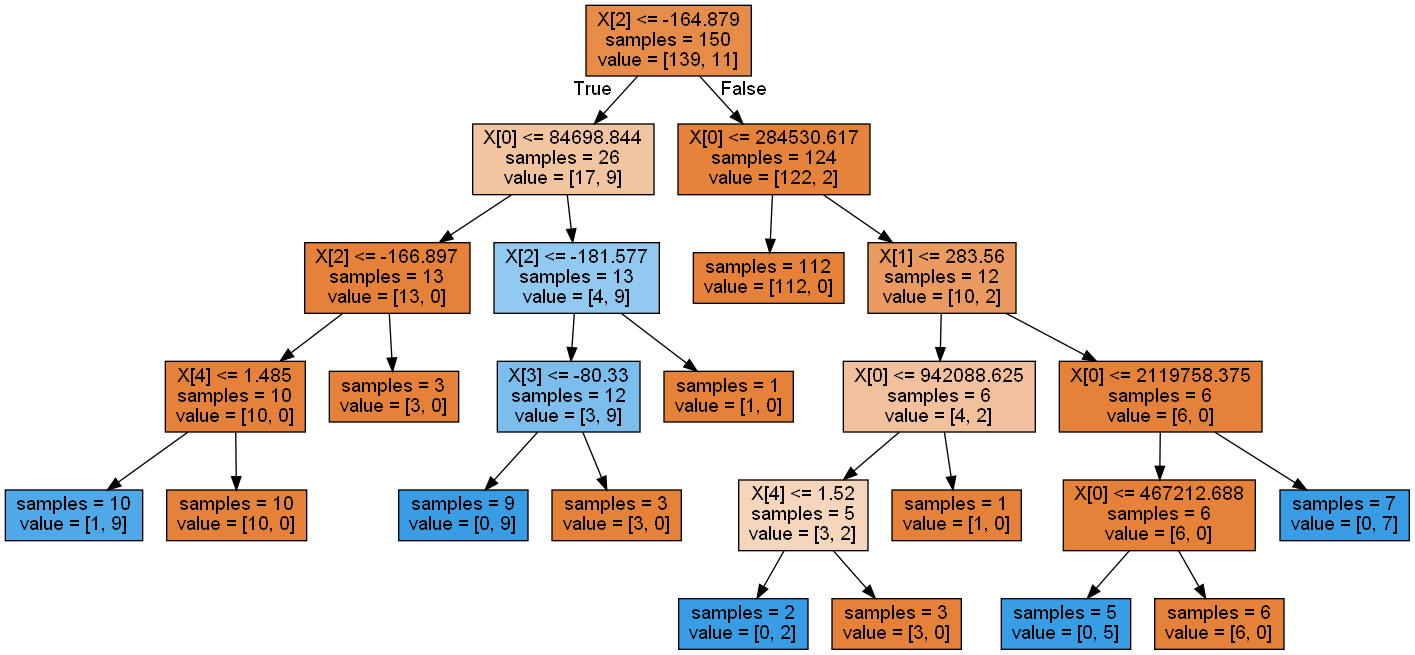 X[2] <= -164.879
samples = 150
value = [139, 11]
True
False
X[0] <= 84698.844
samples = 26
value = [17, 9]
X[0] <= 284530.617
samples = 124
value = [122, 2]
X[2] <= -166.897
samples = 13
value = [13, 0]
X[2] <= -181.577
samples = 13
value = [4, 9]
samples = 112
value = [112, 0]
X[1] <= 283.56
samples = 12
value = [10, 2]
X[4] <= 1.485
samples = 10
value = [10, 0]
samples = 3
value = [3, 0]
X[3] <= -80.33
samples = 12
value = [3, 9]
samples = 1
value = [1, 0]
X[0] <= 942088.625
samples = 6
value = [4, 2]
X[0] <= 2119758.375
samples = 6
value = [6, 0]
samples = 10
value = [1, 9]
samples = 10
value = [10, 0]
samples = 9
value = [0, 9]
samples = 3
value = [3, 0]
X[4] <= 1.52
samples = 5
value = [3, 2]
samples = 1
value = [1, 0]
X[0] <= 467212.688
samples = 6
value = [6, 0]
samples = 7
value = [0, 7]
samples = 2
value = [0, 2]
samples = 3
value = [3, 0]
samples = 5
value = [0, 5]
samples = 6
value = [6, 0]